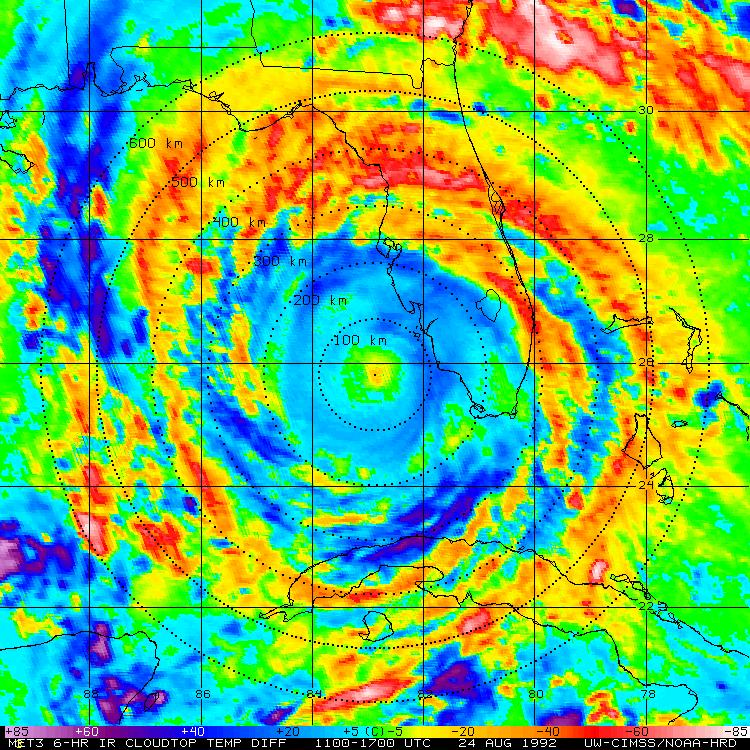 30
600 km
500 km
400 km
28
300 km
200 km
100 km
26
24
22
88 86 84 82 80 78
+85 +60 +40 +20 +5 (C) -5 -20 -40 -60 -85
MET3 6-HR IR CLOUDTOP TEMP DIFF 1100-1700 UTC 24 AUG 1992 UW-CIMSS/NOAA-HRD